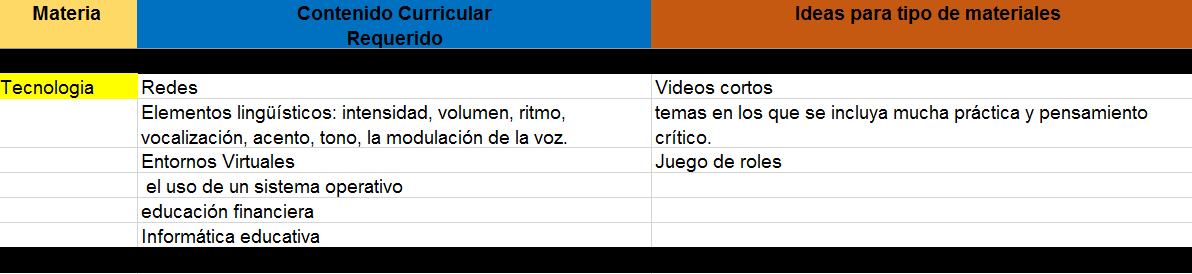 Materia Contenido Curricular Ideas para tipo de materiales
Requerido
Tecnologia Redes Videos cortos
Elementos lingüísticos: intensidad, volumen, ritmo, temas en los que se incluya mucha práctica y pensamiento
vocalización, acento, tono, la modulación de la voz. crítico.
Entornos Virtuales Juego de roles
el uso de un sistema operativo
educación financiera
Informática educativa